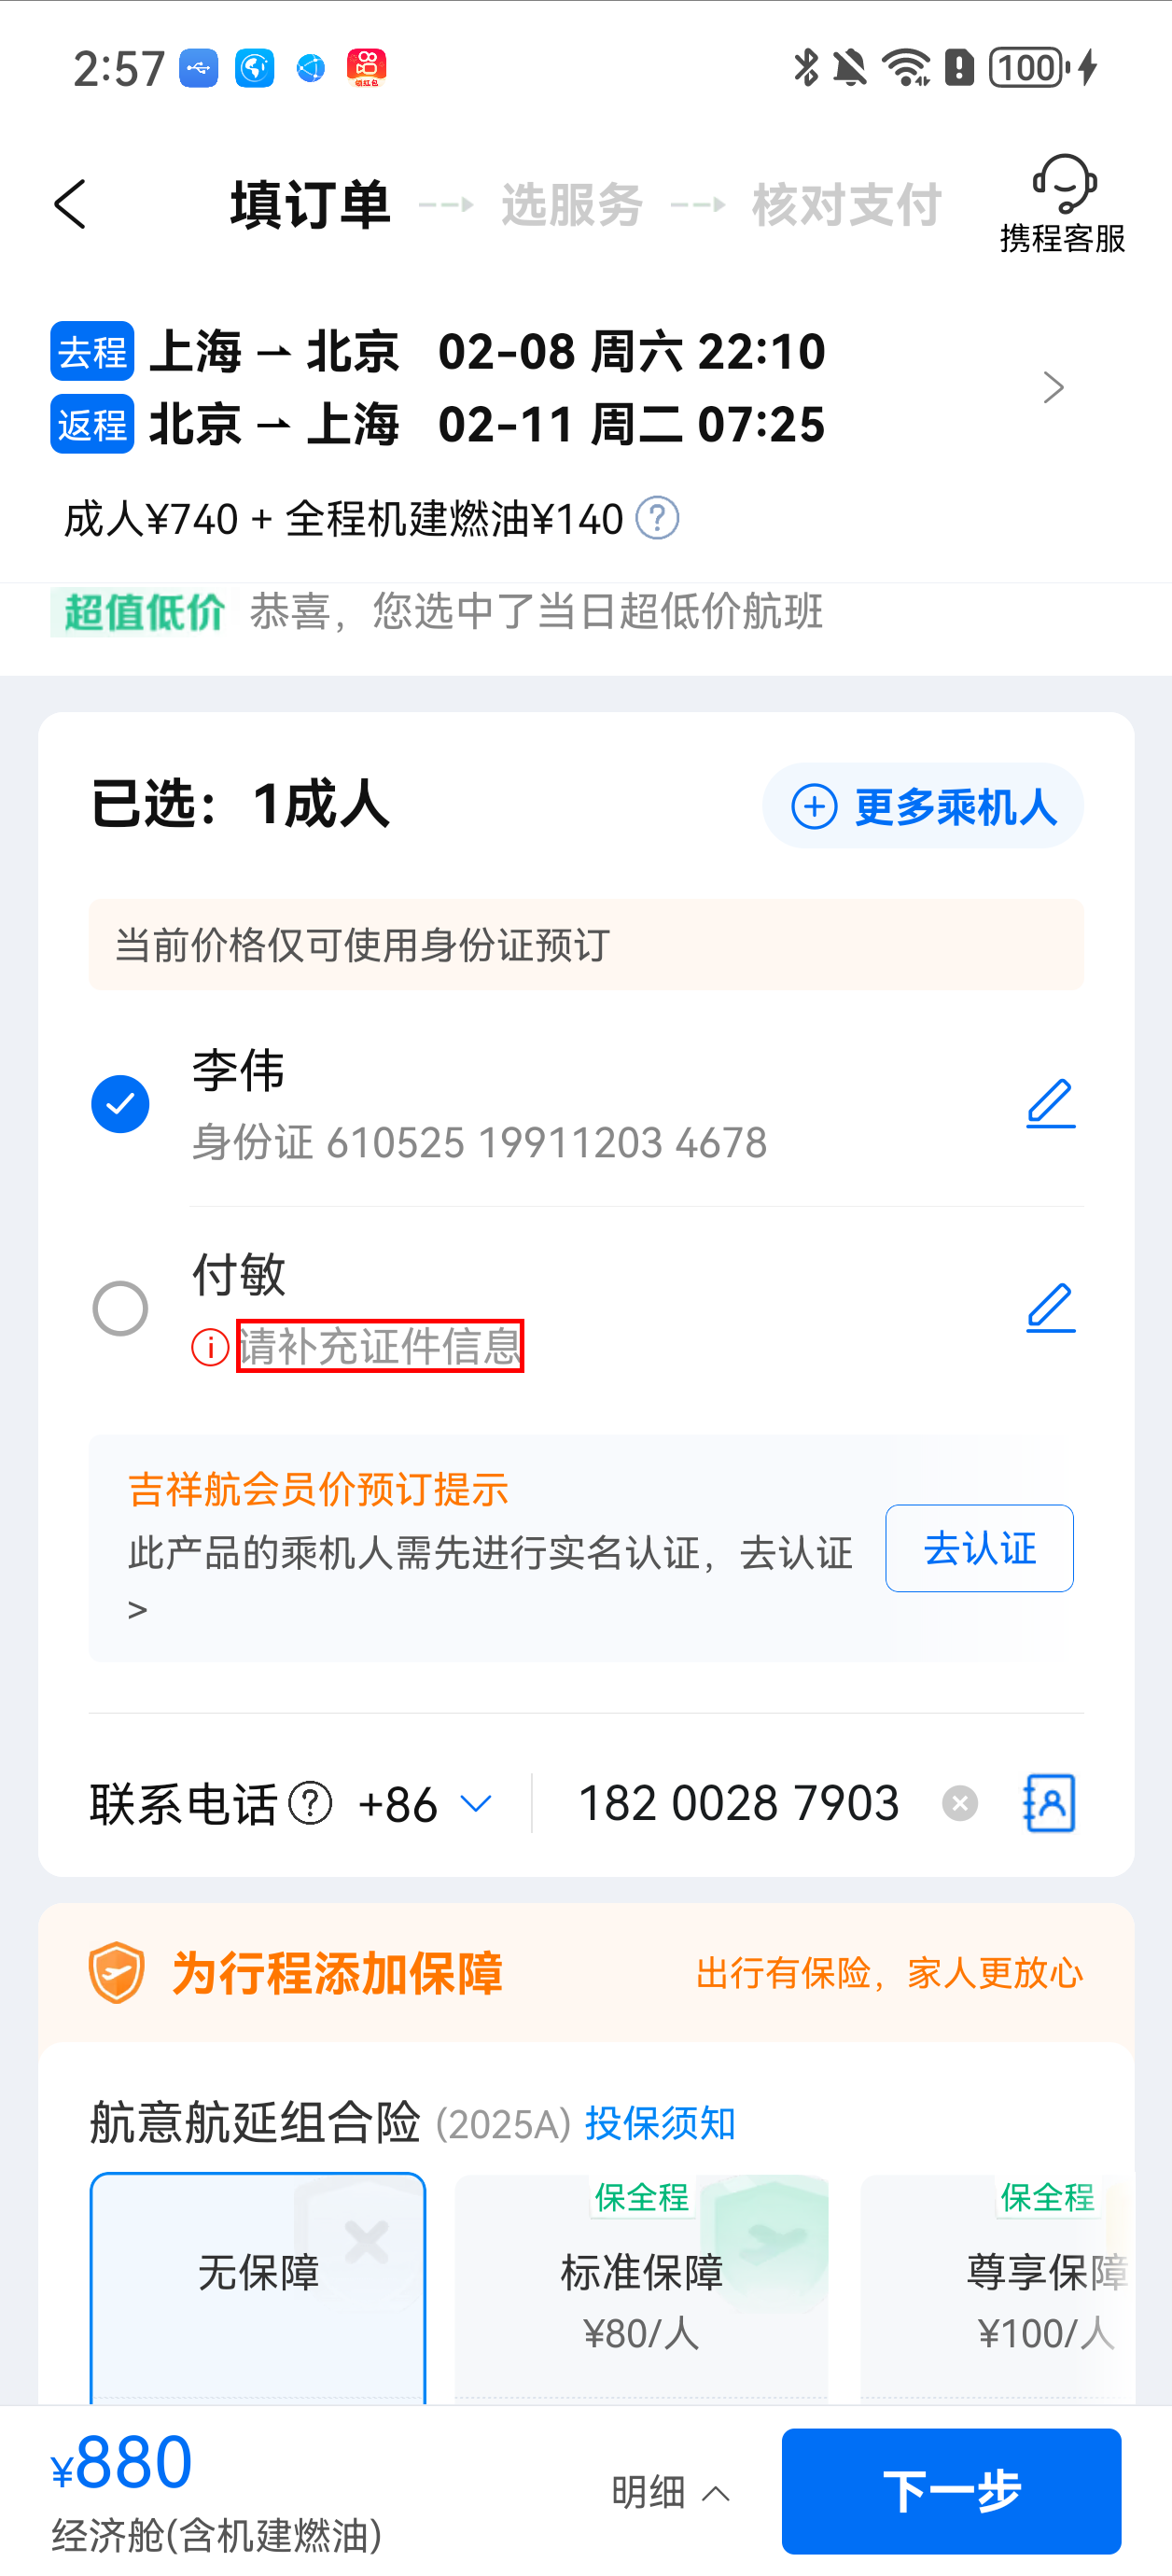 2:57
领红包
100
填订单 选服务 核对支付
携程客服
去程 上海 北京 02-08 周六 22:10
返程 北京 上海 02-11 周二 07:25
成人¥740 + 全程机建燃油¥140 ?
超值低价 恭喜，您选中了当日超低价航班
已选：1成人
更多乘机人
当前价格仅可使用身份证预订
李伟
身份证 610525 19911203 4678
付敏
请补充证件信息
吉祥航会员价预订提示
此产品的乘机人需先进行实名认证，去认证
>
去认证
联系电话 ? +86 182 0028 7903
为行程添加保障 出行有保险，家人更放心
航意航延组合险 (2025A) 投保须知
保全程 保全程
无保障 标准保障 尊享保障
¥80/人 ¥100/人
¥880
明细
下一步
经济舱(含机建燃油)